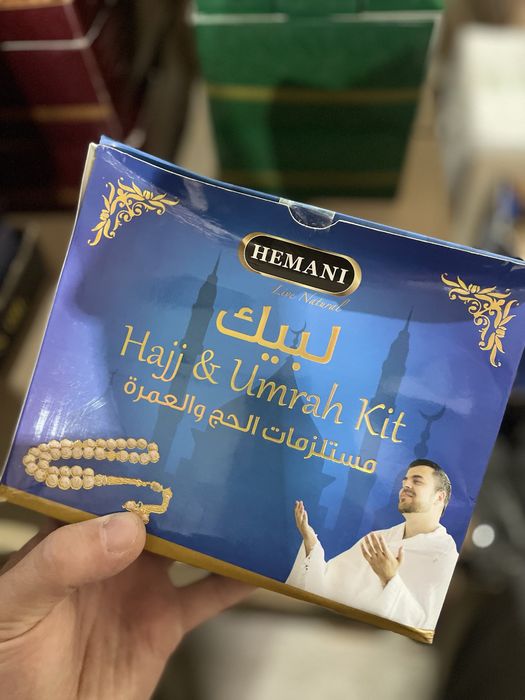 HEMANI
Live Natural
لبيك
Hajj & Umrah Kit
مستلزمات الحج والعمرة